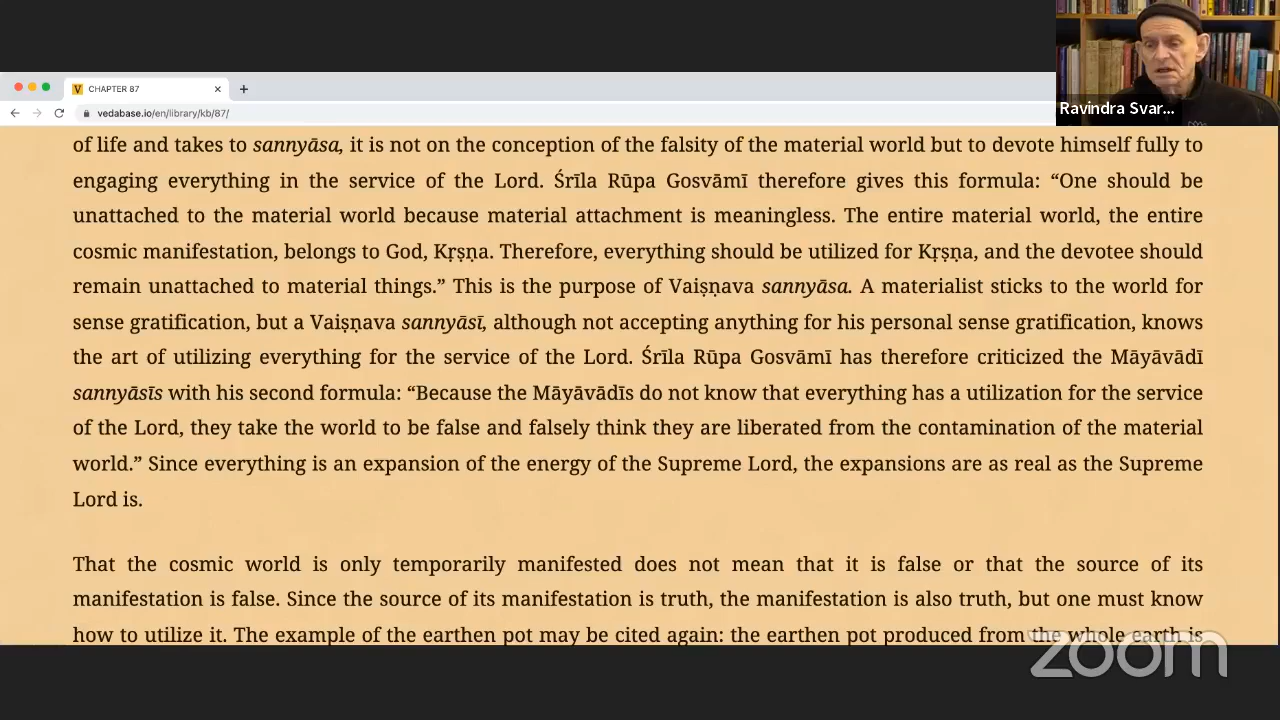 CHAPTER 87
vedabase.io/en/library/kb/87/
Ravindra Svar...
of life and takes to sannyāsa, it is not on the conception of the falsity of the material world but to devote himself fully to
engaging everything in the service of the Lord. Śrīla Rūpa Gosvāmī therefore gives this formula: “One should be
unattached to the material world because material attachment is meaningless. The entire material world, the entire
cosmic manifestation, belongs to God, Kṛṣṇa. Therefore, everything should be utilized for Kṛṣṇa, and the devotee should
remain unattached to material things.” This is the purpose of Vaiṣṇava sannyāsa. A materialist sticks to the world for
sense gratification, but a Vaiṣṇava sannyāsī, although not accepting anything for his personal sense gratification, knows
the art of utilizing everything for the service of the Lord. Śrīla Rūpa Gosvāmī has therefore criticized the Māyāvādī
sannyāsīs with his second formula: “Because the Māyāvādīs do not know that everything has a utilization for the service
of the Lord, they take the world to be false and falsely think they are liberated from the contamination of the material
world.” Since everything is an expansion of the energy of the Supreme Lord, the expansions are as real as the Supreme
Lord is.
That the cosmic world is only temporarily manifested does not mean that it is false or that the source of its
manifestation is false. Since the source of its manifestation is truth, the manifestation is also truth, but one must know
how to utilize it. The example of the earthen pot may be cited again: the earthen pot produced from the whole earth is
zoom